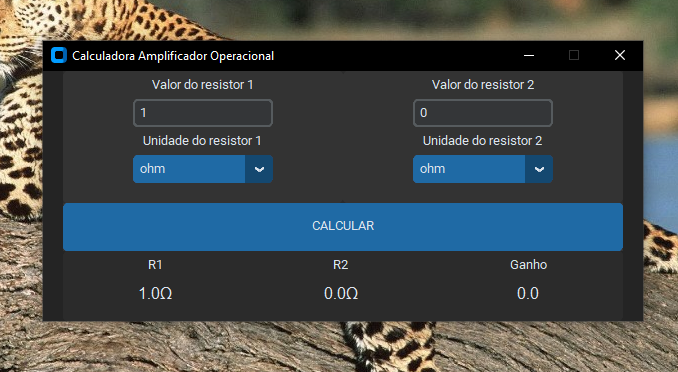 Calculadora Amplificador Operacional
Valor do resistor 1 Valor do resistor 2
1 0
Unidade do resistor 1 Unidade do resistor 2
ohm ohm
CALCULAR
R1 R2 Ganho
1.0Ω 0.0Ω 0.0